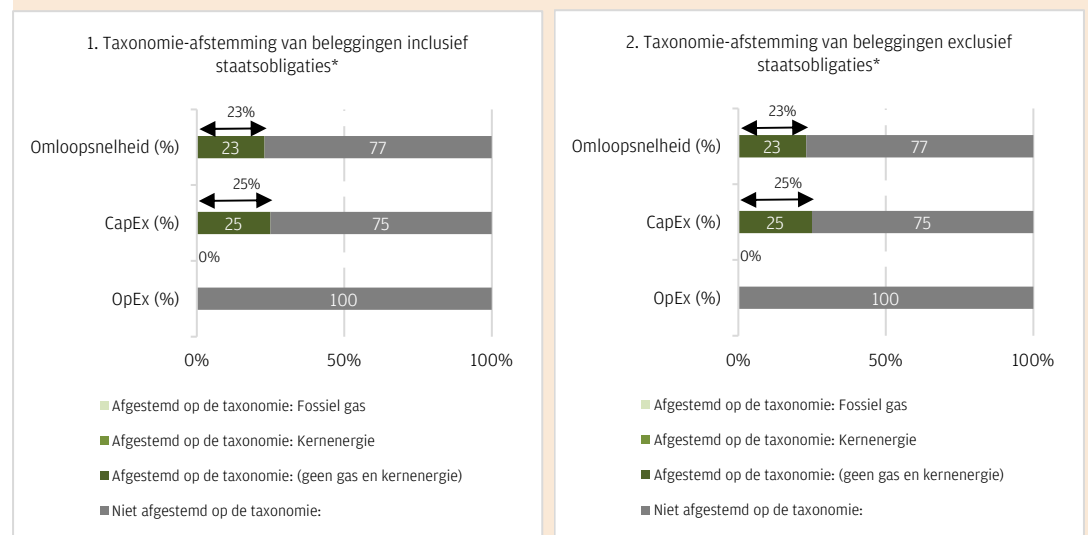 1. Taxonomie-afstemming van beleggingen inclusief
staatsobligaties*
23%
Omloopsnelheid (%)
23
77
25%
CapEx (%)
25
75
0%
OpEx (%)
100
0%
50%
100%
Afgestemd op de taxonomie: Fossiel gas
Afgestemd op de taxonomie: Kernenergie
Afgestemd op de taxonomie: (geen gas en kernenergie)
Niet afgestemd op de taxonomie:
2. Taxonomie-afstemming van beleggingen exclusief
staatsobligaties*
23%
Omloopsnelheid (%)
23
77
25%
CapEx (%)
25
75
0%
OpEx (%)
100
0%
50%
100%
Afgestemd op de taxonomie: Fossiel gas
Afgestemd op de taxonomie: Kernenergie
Afgestemd op de taxonomie: (geen gas en kernenergie)
Niet afgestemd op de taxonomie: